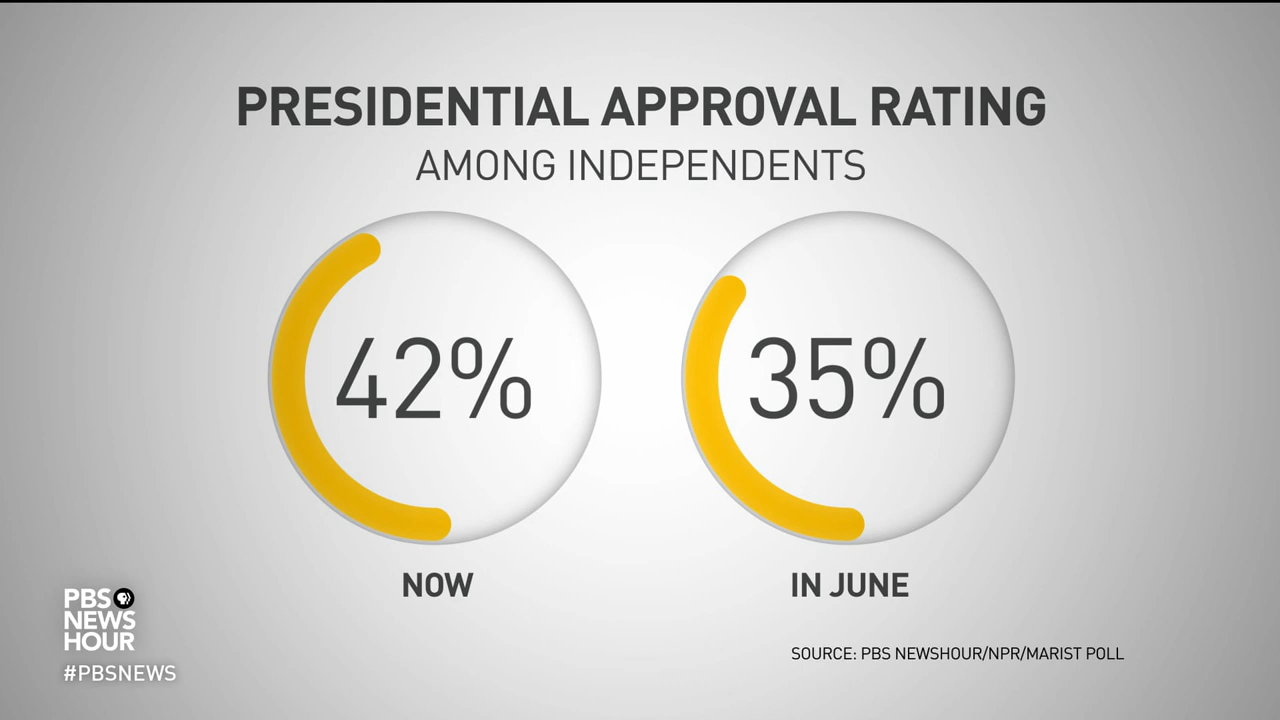 PRESIDENTIAL APPROVAL RATING
AMONG INDEPENDENTS
42%
35%
NOW
IN JUNE
PBS
NEWS
HOUR
#PBSNEWS
SOURCE: PBS NEWSHOUR/NPR/MARIST POLL